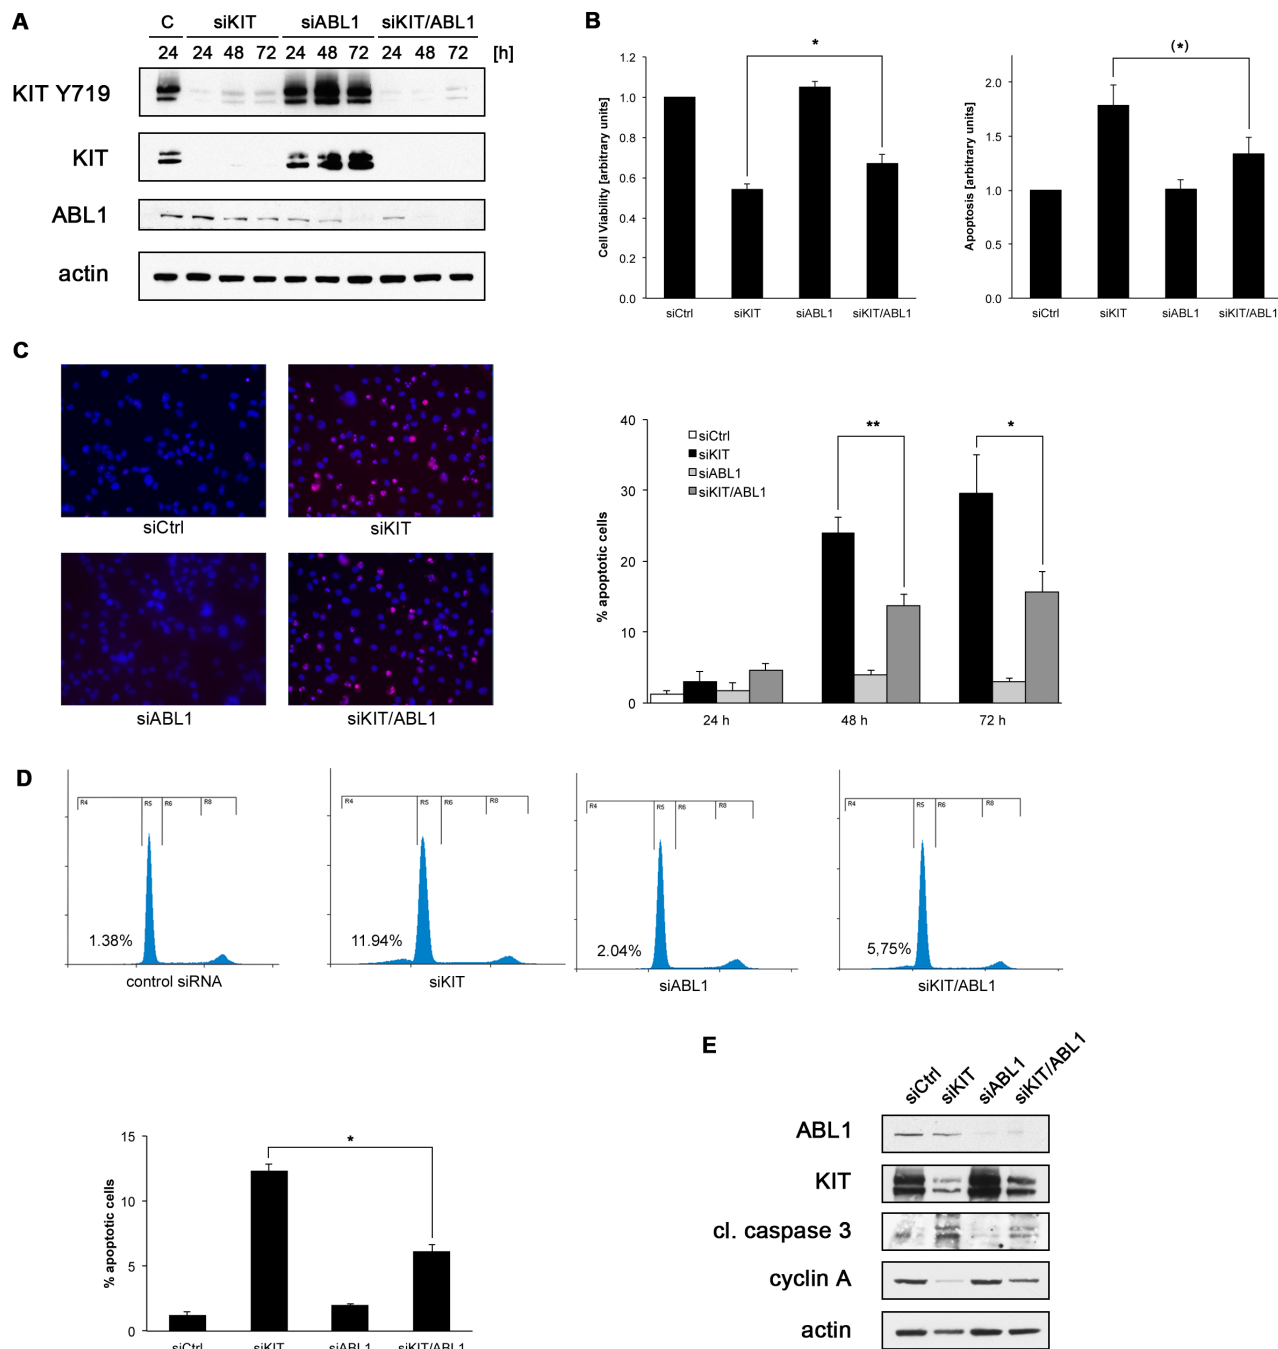 A
C siKIT siABL1 siKIT/ABL1
24 24 48 72 24 48 72 24 48 72 [h]
KIT Y719
KIT
ABL1
actin
B
Cell Viability [arbitrary units]
1.2
1.0
0.8
0.6
0.4
0.2
0.0
*
siCtrl siKIT siABL1 siKIT/ABL1
Apoptosis [arbitrary units]
2.0
1.5
1.0
0.5
0.0
(*)
siCtrl siKIT siABL1 siKIT/ABL1
C
siCtrl siKIT
siABL1 siKIT/ABL1
% apoptotic cells
40
30
20
10
0
siCtrl
siKIT
siABL1
siKIT/ABL1
** *
24 h 48 h 72 h
D
R4 R5 R6 R8
1.38%
control siRNA
R4 R5 R6 R8
11.94%
siKIT
R4 R5 R6 R8
2.04%
siABL1
R4 R5 R6 R8
5,75%
siKIT/ABL1
% apoptotic cells
15
10
5
0
*
siCtrl siKIT siABL1 siKIT/ABL1
E
siCtrl siKIT siABL1 siKIT/ABL1
ABL1
KIT
cl. caspase 3
cyclin A
actin